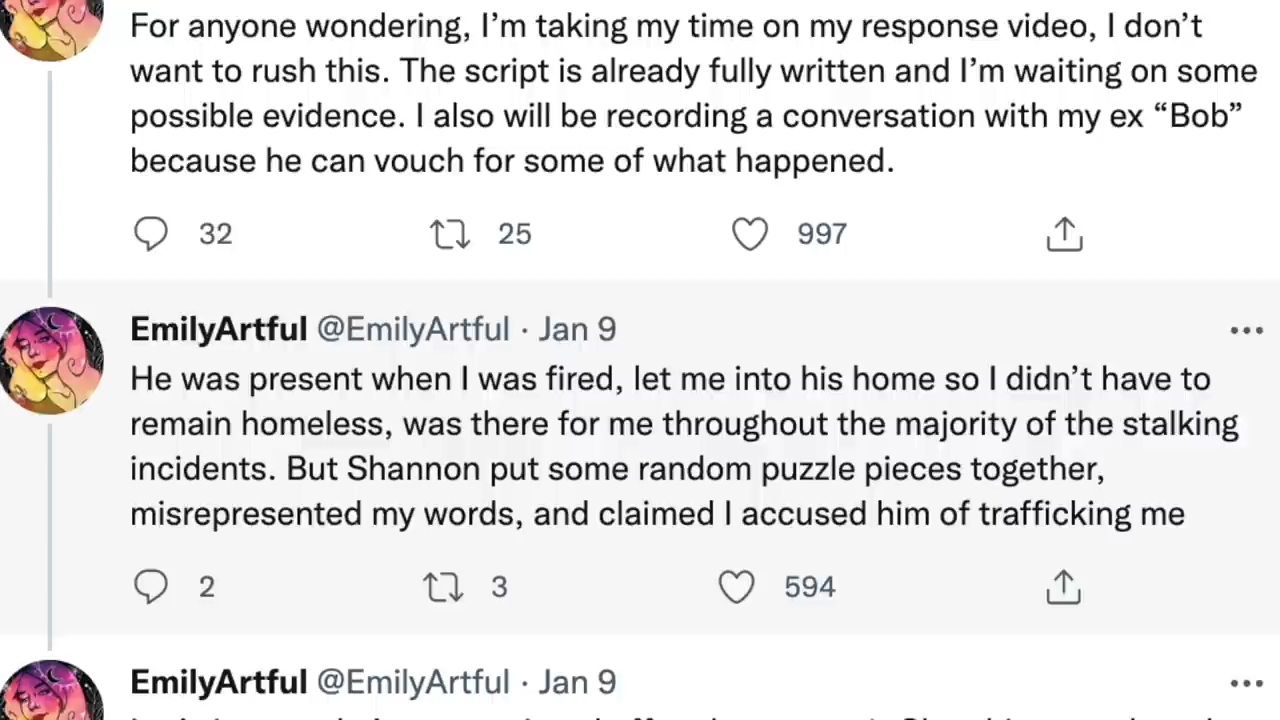 For anyone wondering, I’m taking my time on my response video, I don’t
want to rush this. The script is already fully written and I’m waiting on some
possible evidence. I also will be recording a conversation with my ex “Bob”
because he can vouch for some of what happened.
32 25 997
EmilyArtful @EmilyArtful · Jan 9
He was present when I was fired, let me into his home so I didn’t have to
remain homeless, was there for me throughout the majority of the stalking
incidents. But Shannon put some random puzzle pieces together,
misrepresented my words, and claimed I accused him of trafficking me
2 3 594
EmilyArtful @EmilyArtful · Jan 9